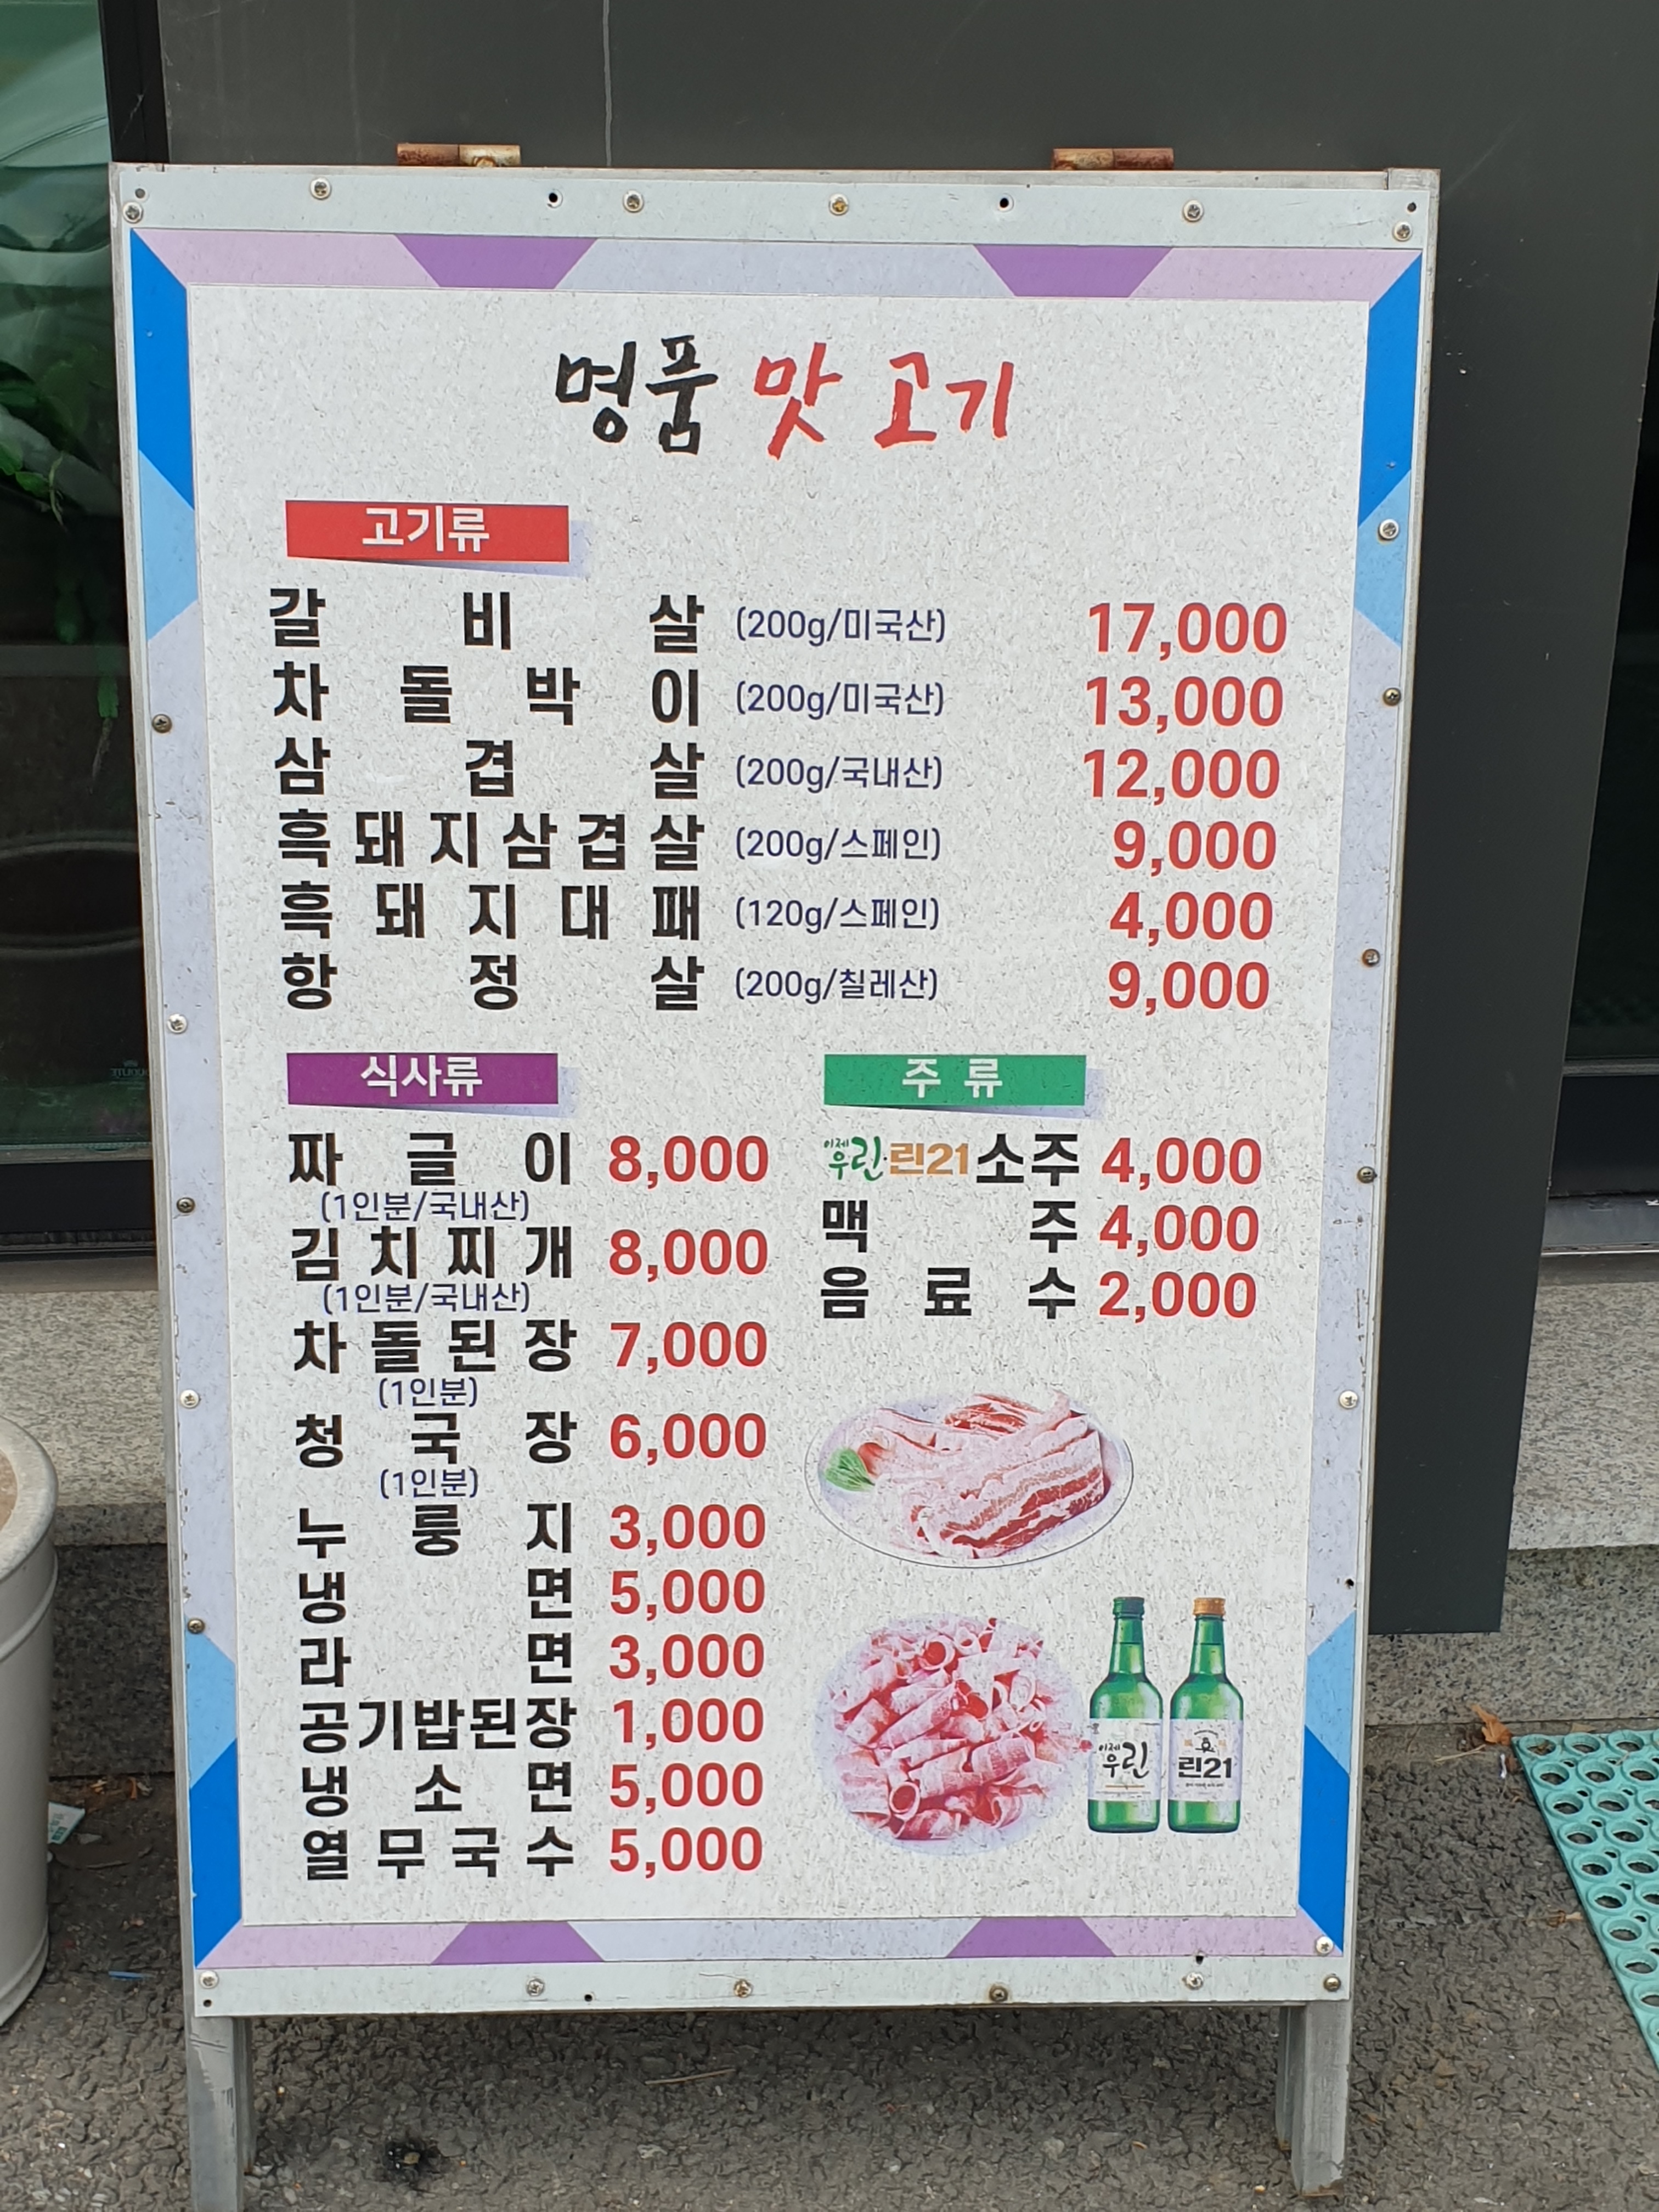 명품 맛 고기
고기류
갈비살 (200g/미국산) 17,000
차돌박이 (200g/미국산) 13,000
삼겹살 (200g/국내산) 12,000
흑돼지삼겹살 (200g/스페인) 9,000
흑돼지대패 (120g/스페인) 4,000
항정살 (200g/칠레산) 9,000
식사류
짜글이 8,000
(1인분/국내산)
김치찌개 8,000
(1인분/국내산)
차돌된장 7,000
(1인분)
청국장 6,000
(1인분)
누룽지 3,000
냉면 5,000
라면 3,000
공기밥된장 1,000
냉소면 5,000
열무국수 5,000
주류
이제우린·린21 소주 4,000
맥주 4,000
음료수 2,000
이제
우린
린21